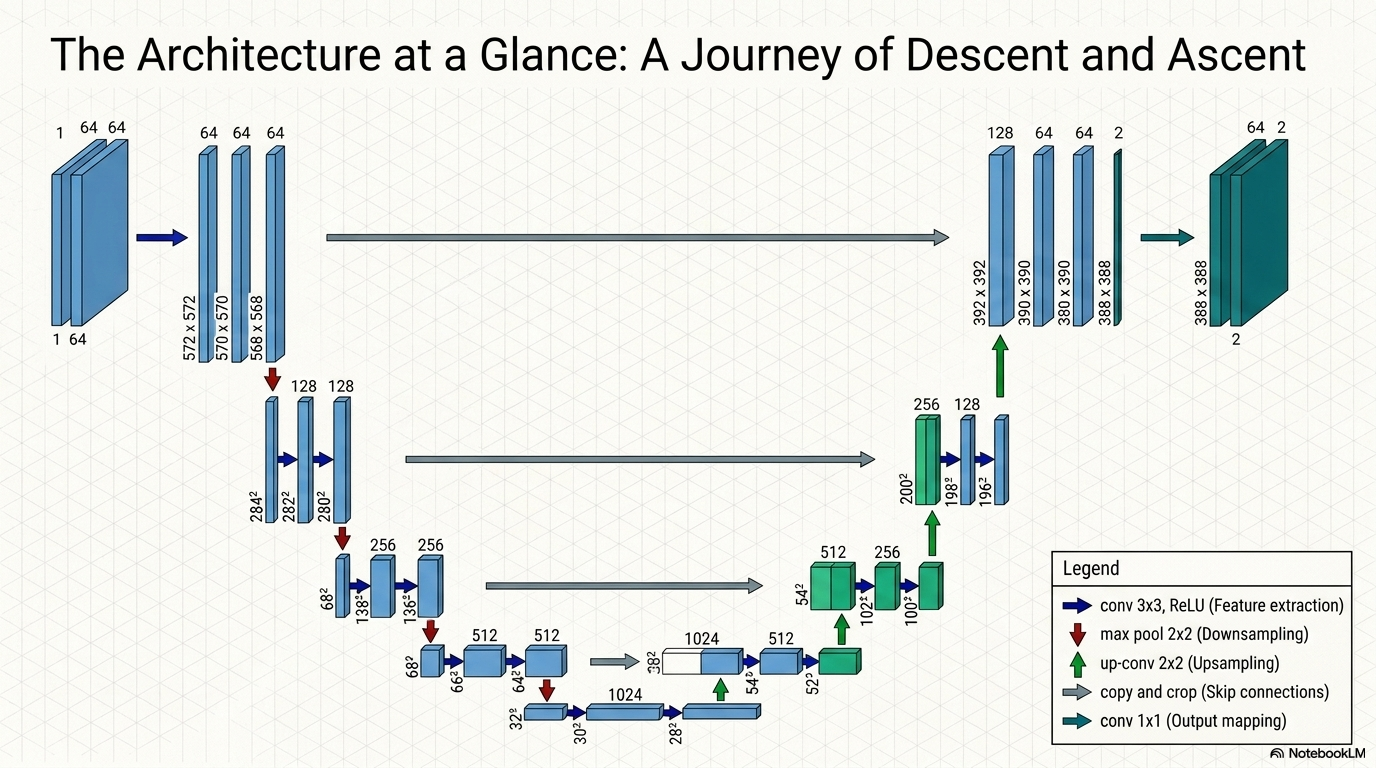 The Architecture at a Glance: A Journey of Descent and Ascent
1 64 64
1 64
64 64 64
572 x 572
570 x 570
568 x 568
128 64 64 2
392 x 392
390 x 390
380 x 390
388 x 388
64 2
388 x 388
2
128 128
284²
282²
280²
256 128
200²
198²
196²
256 256
68²
138²
136²
512 256
54²
102²
100²
512 512
68²
66²
64²
1024 512
38²
54²
52²
1024
32²
30²
28²
Legend
conv 3x3, ReLU (Feature extraction)
max pool 2x2 (Downsampling)
up-conv 2x2 (Upsampling)
copy and crop (Skip connections)
conv 1x1 (Output mapping)
NotebookLM